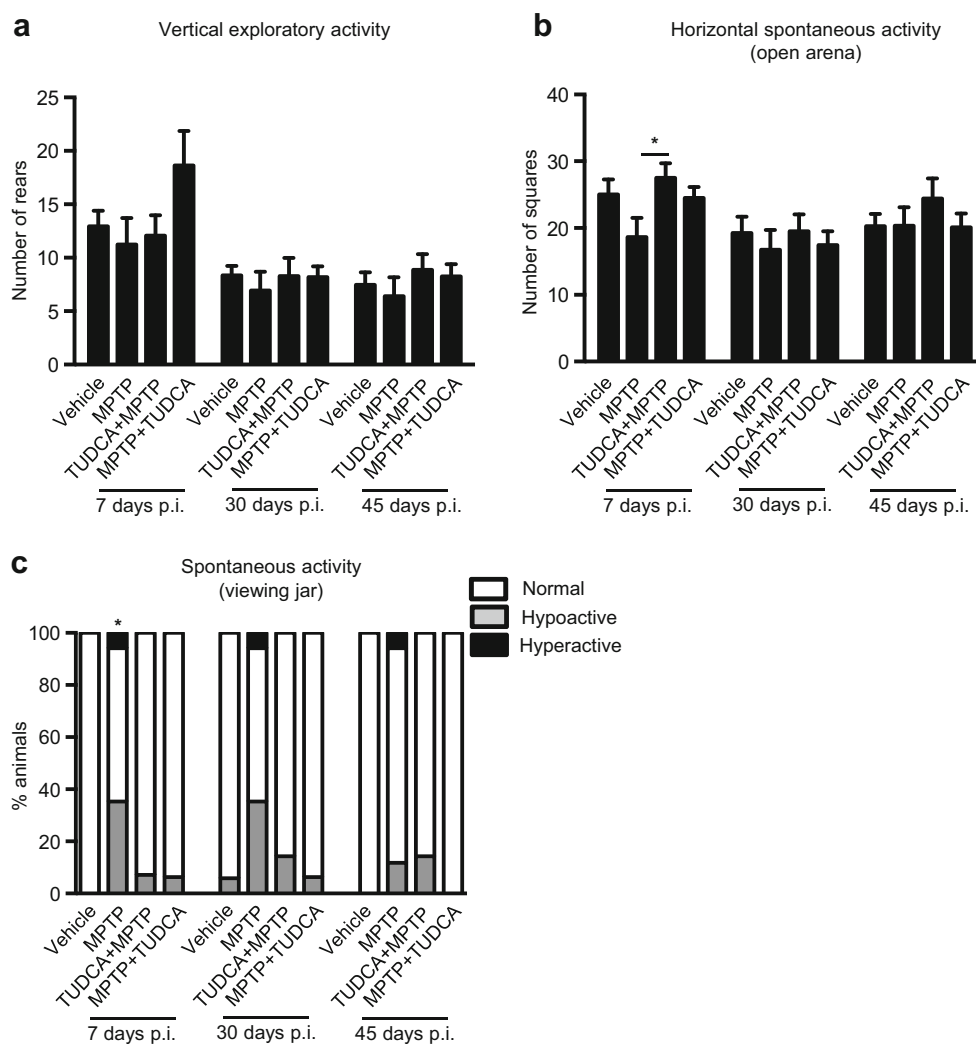 a
Vertical exploratory activity
Number of rears
25
20
15
10
5
0
Vehicle
MPTP
TUDCA+MPTP
MPTP+TUDCA
Vehicle
MPTP
TUDCA+MPTP
MPTP+TUDCA
Vehicle
MPTP
TUDCA+MPTP
MPTP+TUDCA
7 days p.i.
30 days p.i.
45 days p.i.
b
Horizontal spontaneous activity
(open arena)
Number of squares
40
30
20
10
0
*
Vehicle
MPTP
TUDCA+MPTP
MPTP+TUDCA
Vehicle
MPTP
TUDCA+MPTP
MPTP+TUDCA
Vehicle
MPTP
TUDCA+MPTP
MPTP+TUDCA
7 days p.i.
30 days p.i.
45 days p.i.
c
Spontaneous activity
(viewing jar)
Normal
Hypoactive
Hyperactive
% animals
100
80
60
40
20
0
*
Vehicle
MPTP
TUDCA+MPTP
MPTP+TUDCA
Vehicle
MPTP
TUDCA+MPTP
MPTP+TUDCA
Vehicle
MPTP
TUDCA+MPTP
MPTP+TUDCA
7 days p.i.
30 days p.i.
45 days p.i.